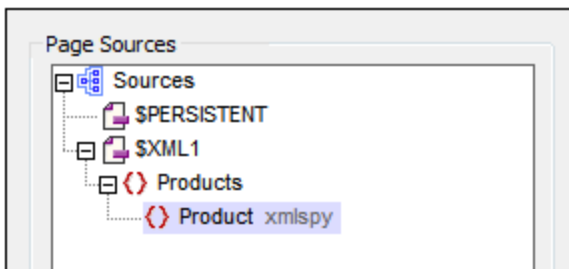 Page Sources
Sources
$PERSISTENT
$XML1
Products
Product xmlspy